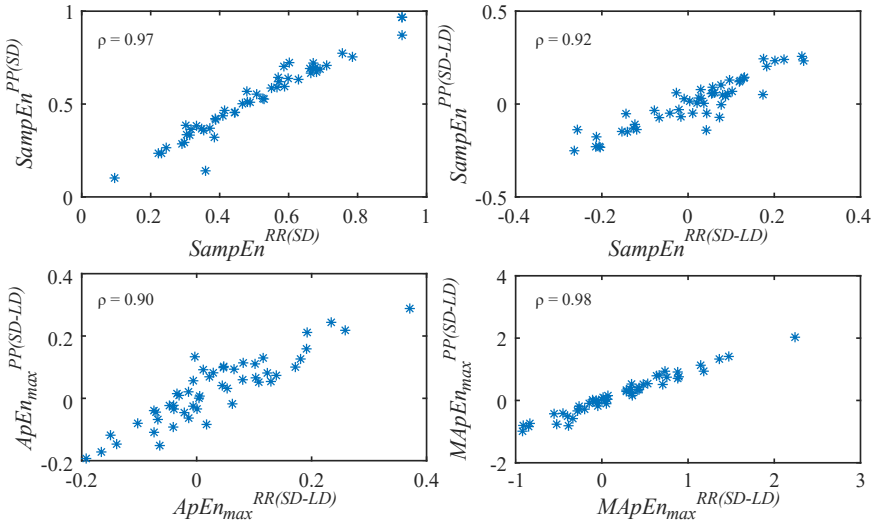 1
0.5
0
ρ = 0.97
SampEn^PP(SD)
0 0.2 0.4 0.6 0.8 1
SampEn^RR(SD)
0.5
0
-0.5
ρ = 0.92
SampEn^PP(SD-LD)
-0.4 -0.2 0 0.2 0.4
SampEn^RR(SD-LD)
0.4
0.2
0
-0.2
ρ = 0.90
ApEn_max^PP(SD-LD)
0 0.2 0.4
ApEn_max^RR(SD-LD)
4
2
0
-2
ρ = 0.98
MApEn_max^PP(SD-LD)
-1 0 1 2 3
MApEn_max^RR(SD-LD)